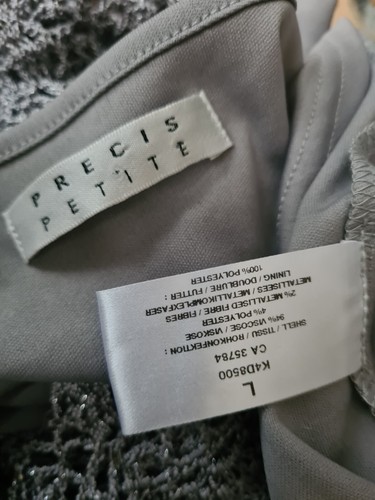 PRECIS
PETITE
L
K4D8500
CA 35784
SHELL / TISSU / ROHKONFEKTION :
94% VISCOSE / VISKOSE
4% POLYESTER
2% METALLISED FIBRE / FIBRES
METALLISEES / METALLIKOMPLEXFASER
LINING / DOUBLURE / FUTTER :
100% POLYESTER